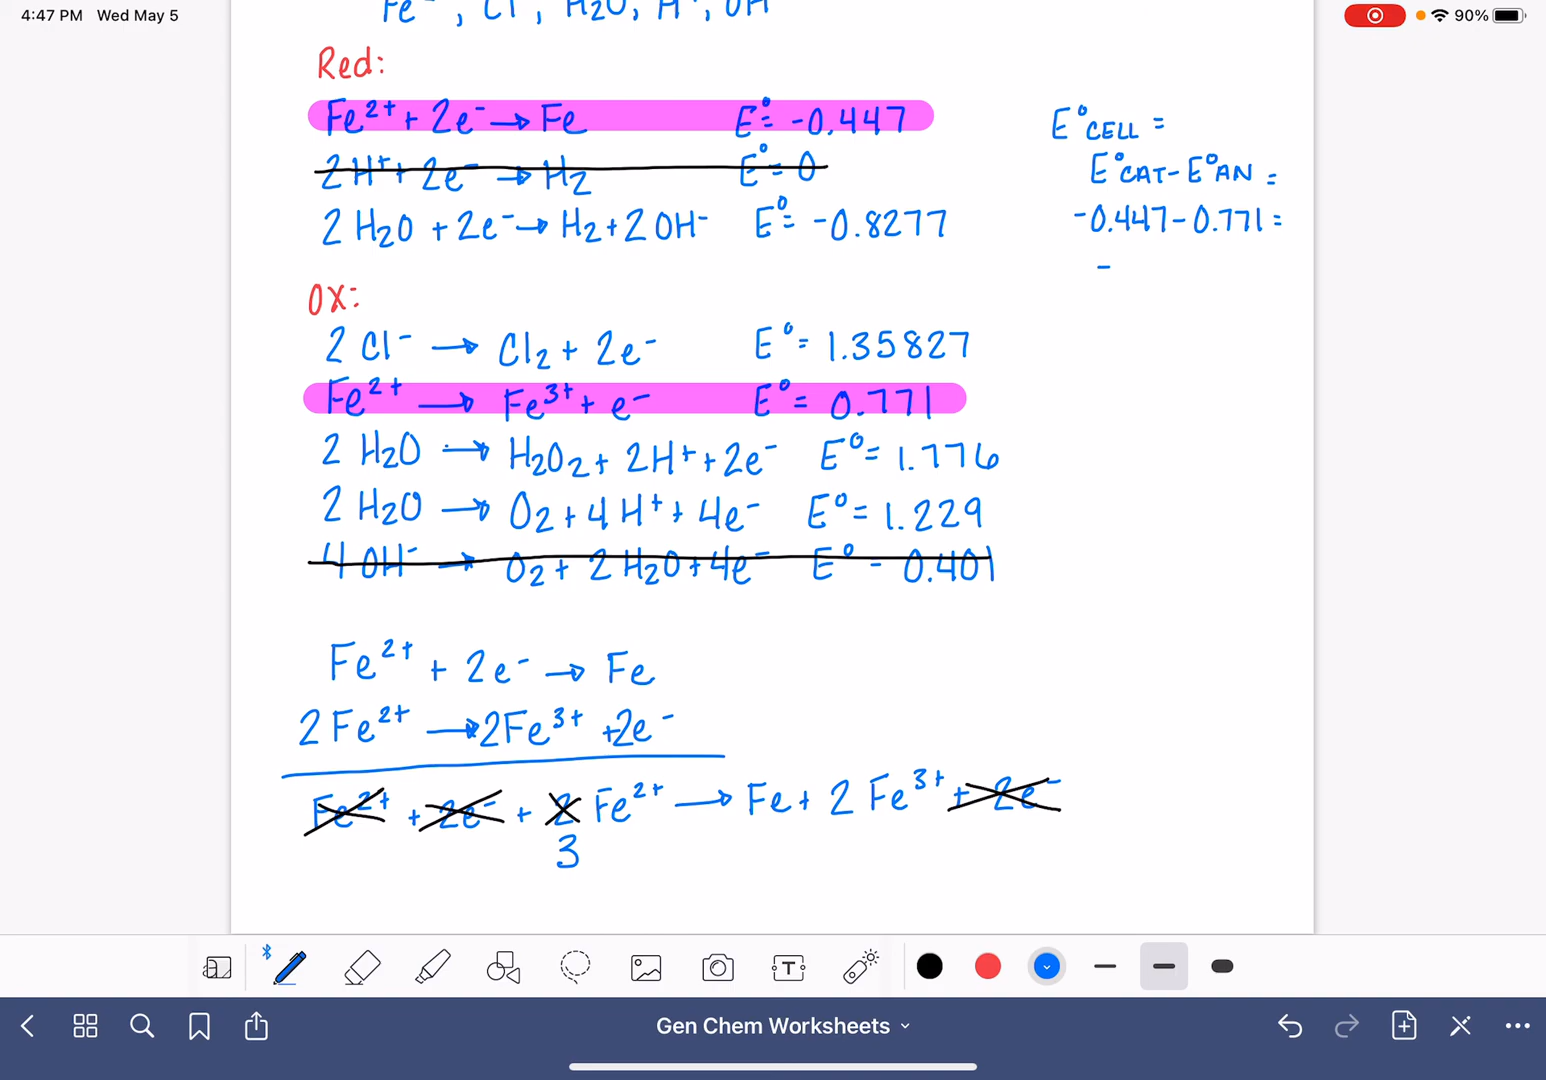 4:47 PM Wed May 5
90%
Fe²⁺, Cl⁻, H₂O, H⁺, OH⁻
Red:
Fe²⁺ + 2e⁻ → Fe E° = -0.447
2H⁺ + 2e⁻ → H₂ E° = 0
2 H₂O + 2e⁻ → H₂ + 2 OH⁻ E° = -0.8277
E°CELL =
E°CAT - E°AN =
-0.447 - 0.771 =
-
OX:
2 Cl⁻ → Cl₂ + 2e⁻ E° = 1.35827
Fe²⁺ → Fe³⁺ + e⁻ E° = 0.771
2 H₂O → H₂O₂ + 2H⁺ + 2e⁻ E° = 1.776
2 H₂O → O₂ + 4 H⁺ + 4e⁻ E° = 1.229
4 OH⁻ → O₂ + 2 H₂O + 4e⁻ E° = 0.401
Fe²⁺ + 2e⁻ → Fe
2 Fe²⁺ → 2Fe³⁺ + 2e⁻
Fe²⁺ + 2e⁻ + 2 Fe²⁺ → Fe + 2 Fe³⁺ + 2e⁻
3
Gen Chem Worksheets